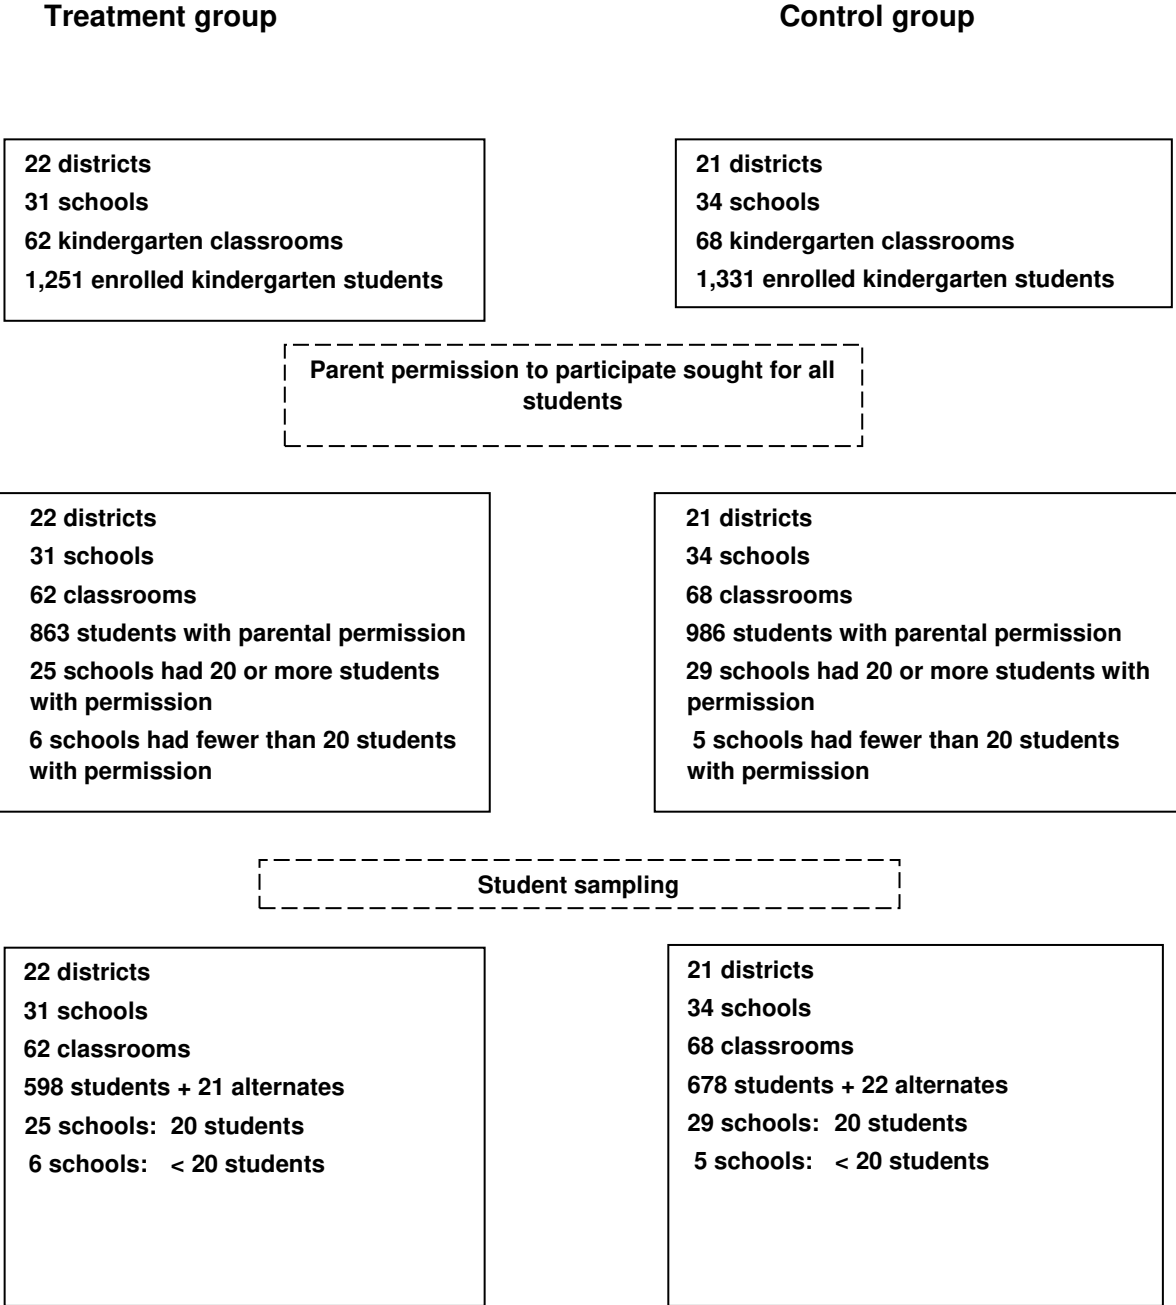 Treatment group
Control group
22 districts
31 schools
62 kindergarten classrooms
1,251 enrolled kindergarten students
21 districts
34 schools
68 kindergarten classrooms
1,331 enrolled kindergarten students
Parent permission to participate sought for all
students
22 districts
31 schools
62 classrooms
863 students with parental permission
25 schools had 20 or more students
with permission
6 schools had fewer than 20 students
with permission
21 districts
34 schools
68 classrooms
986 students with parental permission
29 schools had 20 or more students with
permission
5 schools had fewer than 20 students
with permission
Student sampling
22 districts
31 schools
62 classrooms
598 students + 21 alternates
25 schools: 20 students
6 schools: < 20 students
21 districts
34 schools
68 classrooms
678 students + 22 alternates
29 schools: 20 students
5 schools: < 20 students